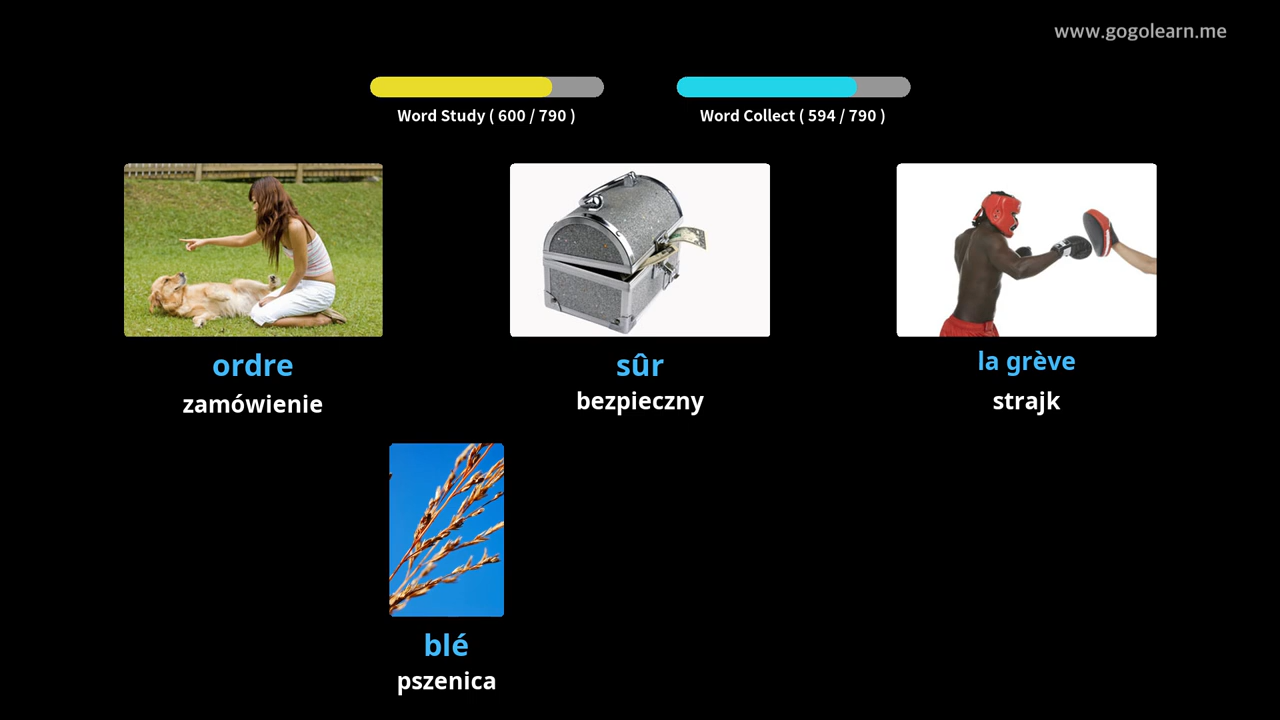 www.gogolearn.me
Word Study ( 600 / 790 )
Word Collect ( 594 / 790 )
ordre
zamówienie
sûr
bezpieczny
la grève
strajk
blé
pszenica